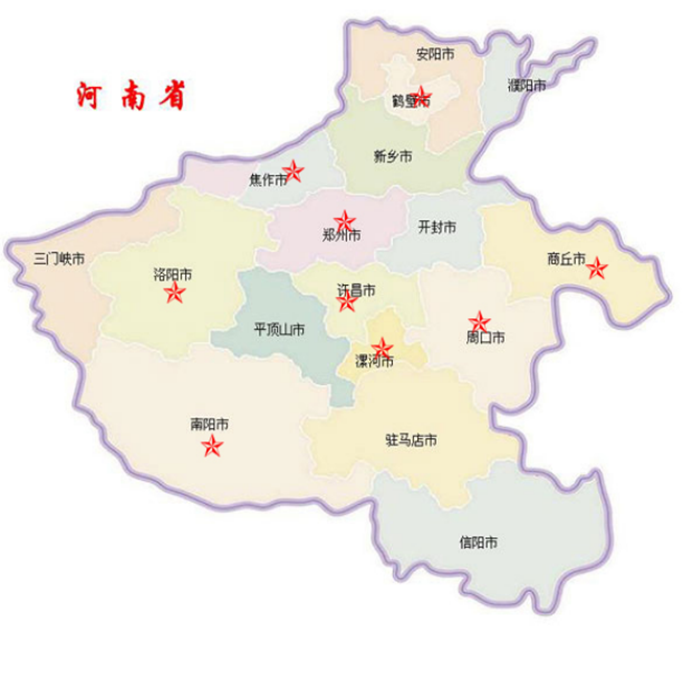 河南省
安阳市
濮阳市
鹤壁市
新乡市
焦作市
郑州市
开封市
三门峡市
洛阳市
商丘市
许昌市
平顶山市
周口市
漯河市
南阳市
驻马店市
信阳市